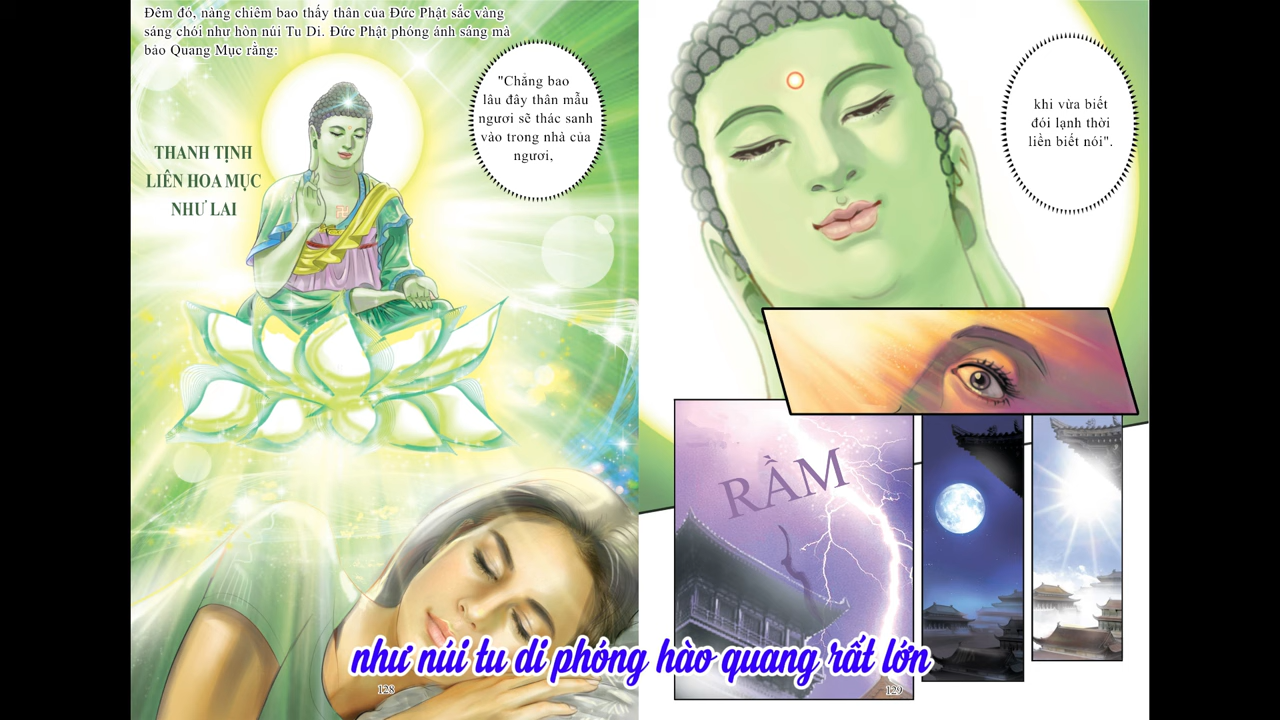 Đêm đó, nàng chiêm bao thấy thân của Đức Phật sắc vàng
sáng chói như hòn núi Tu Di. Đức Phật phóng ánh sáng mà
bảo Quang Mục rằng:
"Chẳng bao
lâu đây thân mẫu
ngươi sẽ thác sanh
vào trong nhà của
ngươi,
THANH TỊNH
LIÊN HOA MỤC
NHƯ LAI
khi vừa biết
đói lạnh thời
liền biết nói".
RẦM
như núi tu di phóng hào quang rất lớn
128
129